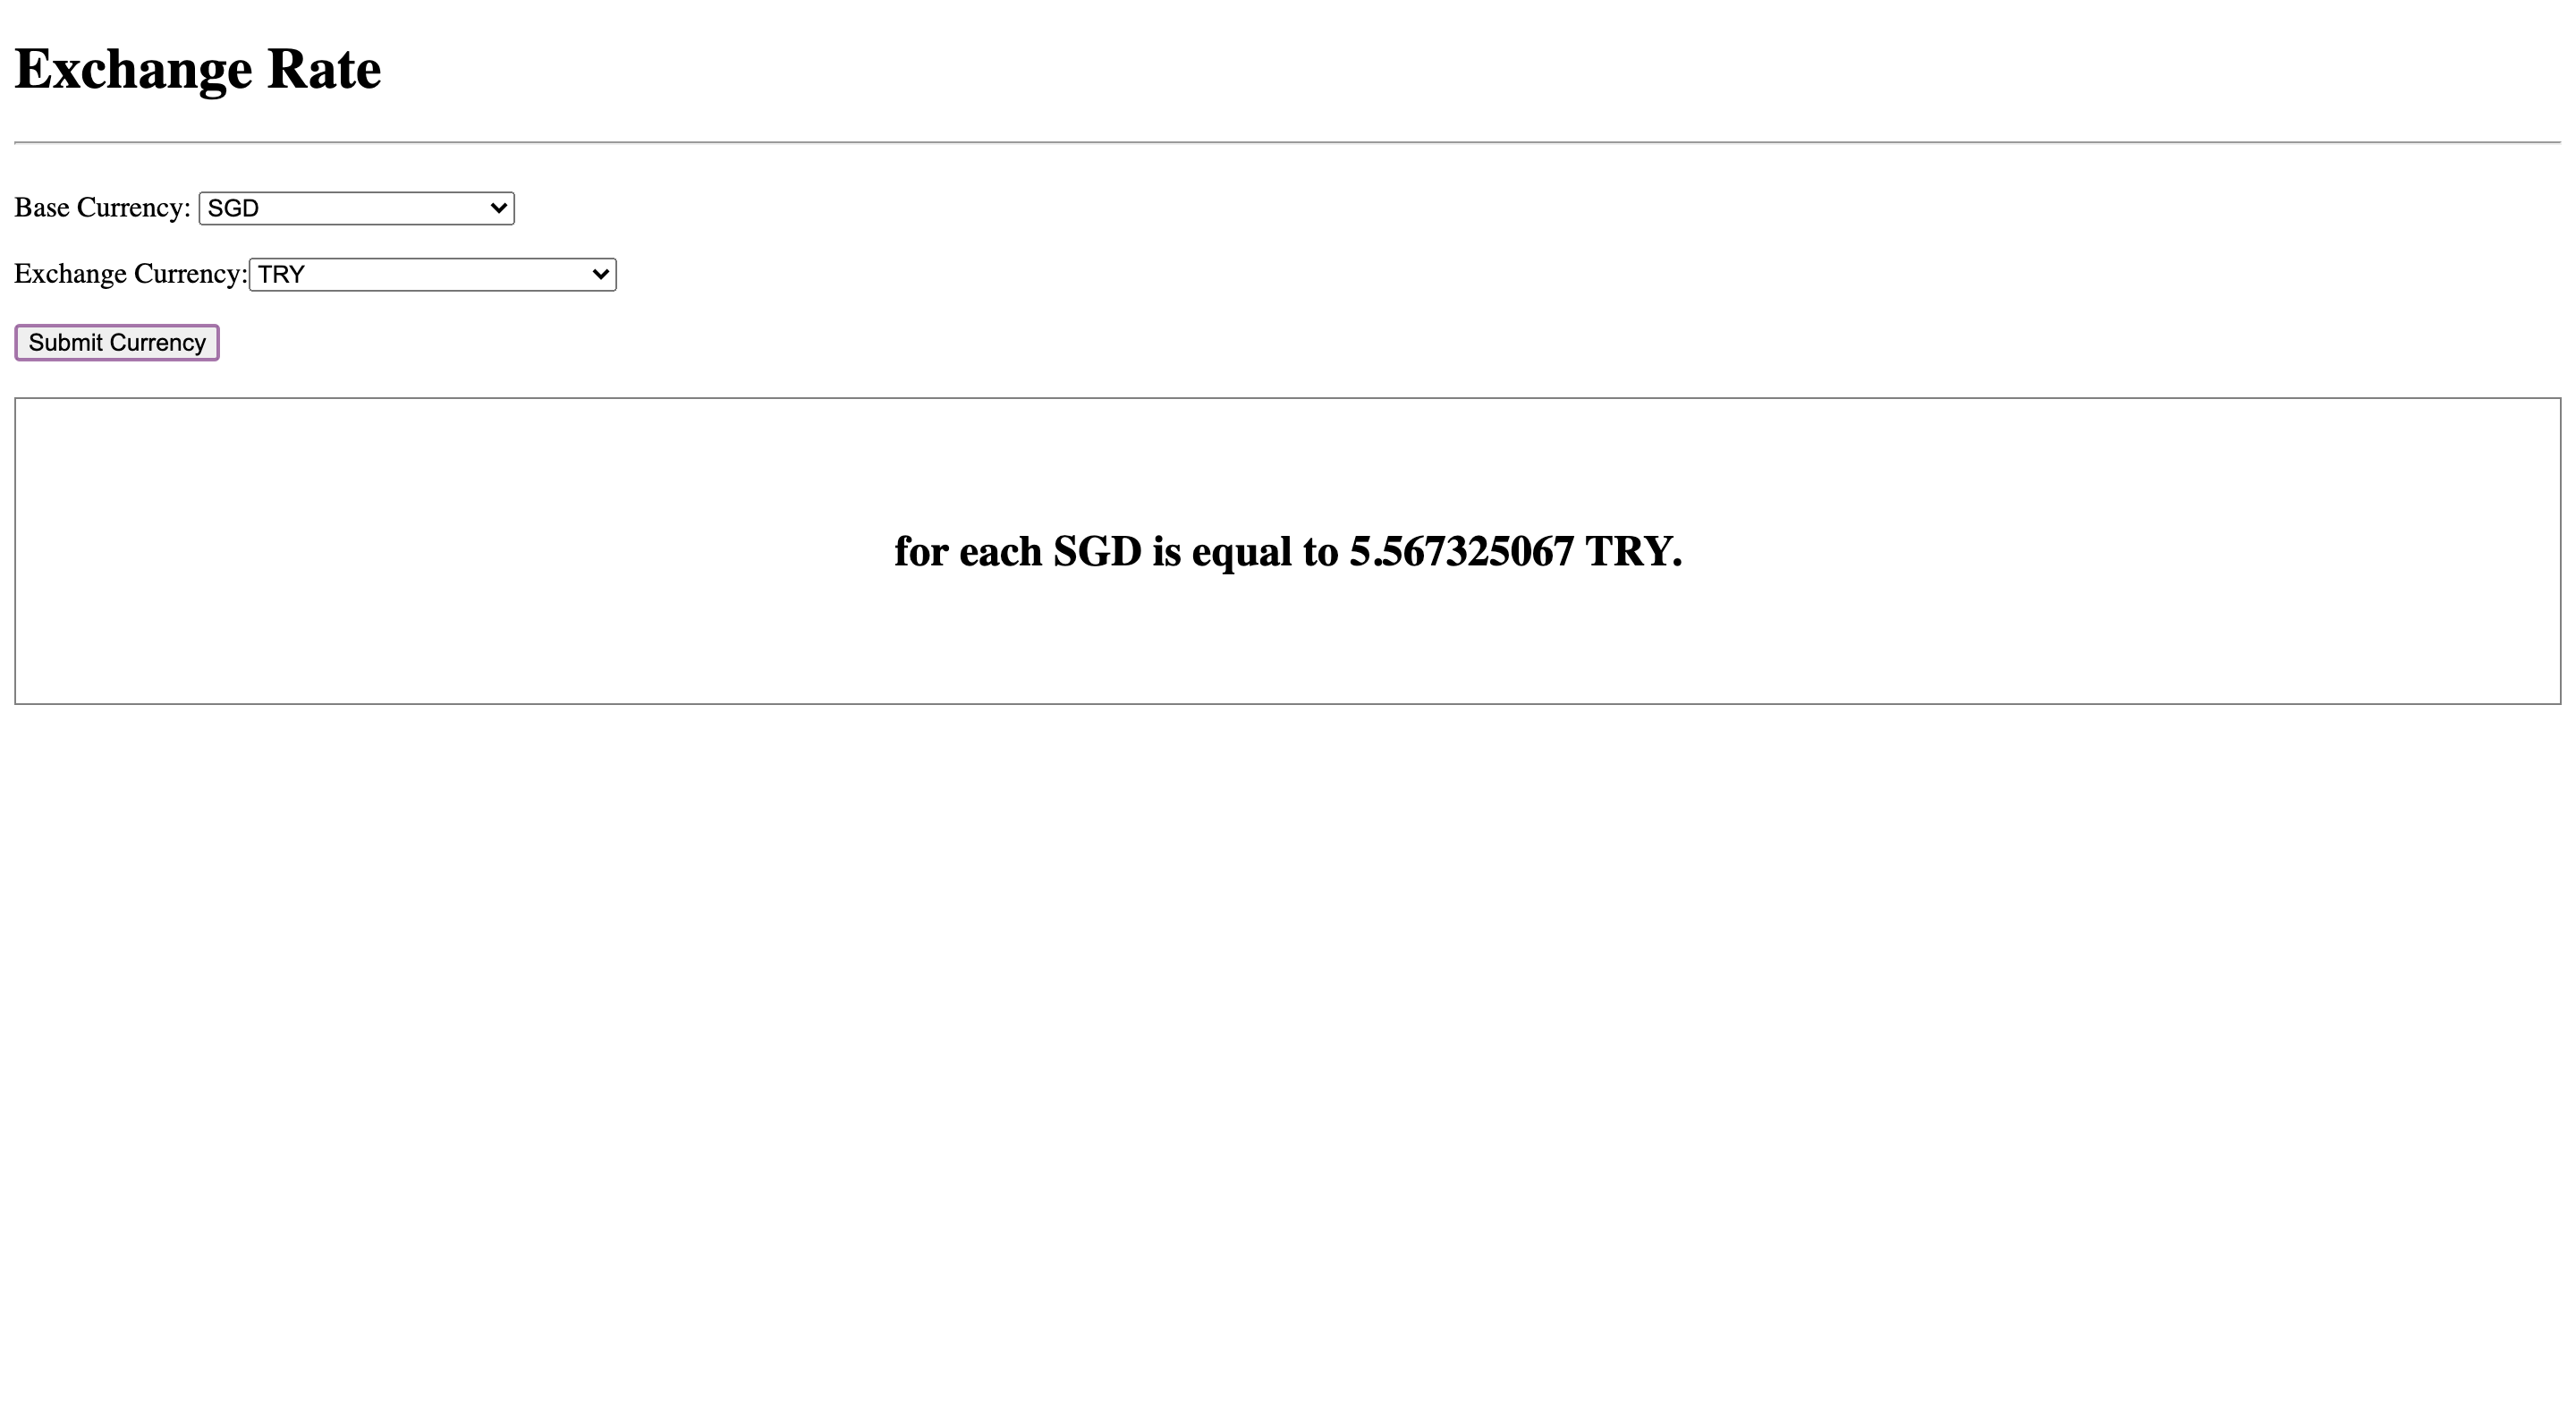 Exchange Rate
Base Currency: SGD
Exchange Currency: TRY
Submit Currency
for each SGD is equal to 5.567325067 TRY.